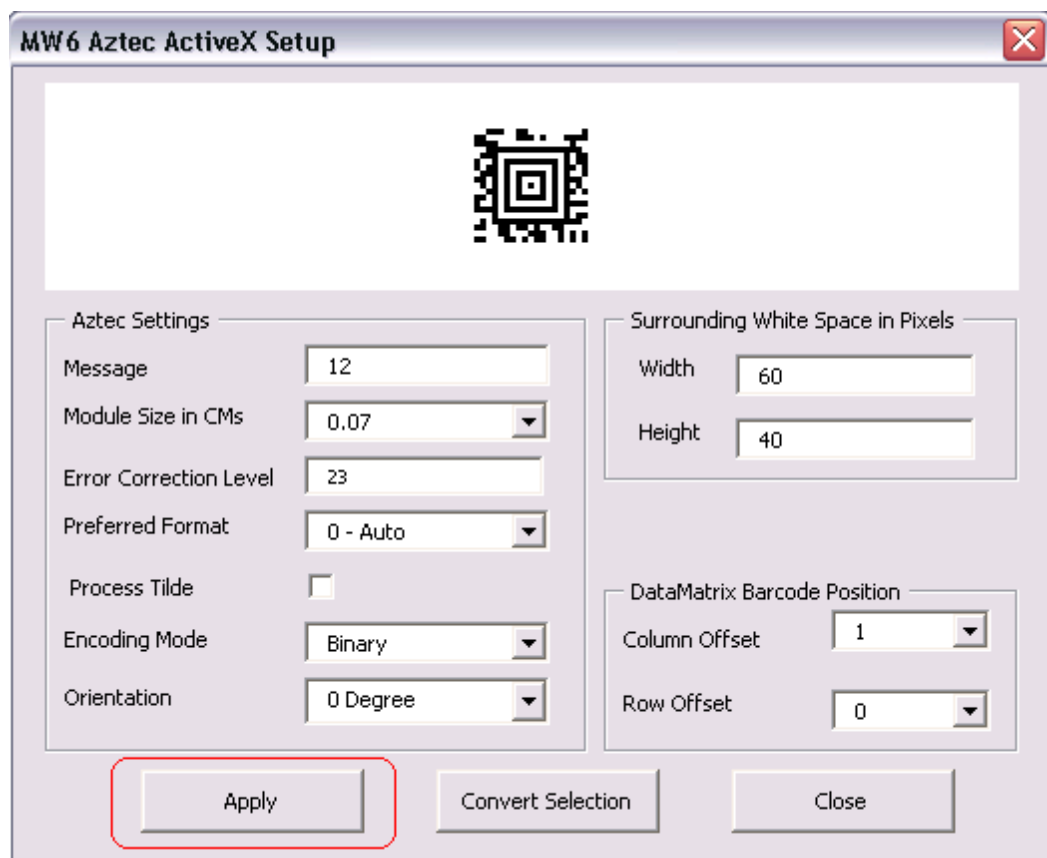 MW6 Aztec ActiveX Setup
Aztec Settings
Message 12
Module Size in CMs 0.07
Error Correction Level 23
Preferred Format 0 - Auto
Process Tilde
Encoding Mode Binary
Orientation 0 Degree
Surrounding White Space in Pixels
Width 60
Height 40
DataMatrix Barcode Position
Column Offset 1
Row Offset 0
Apply Convert Selection Close